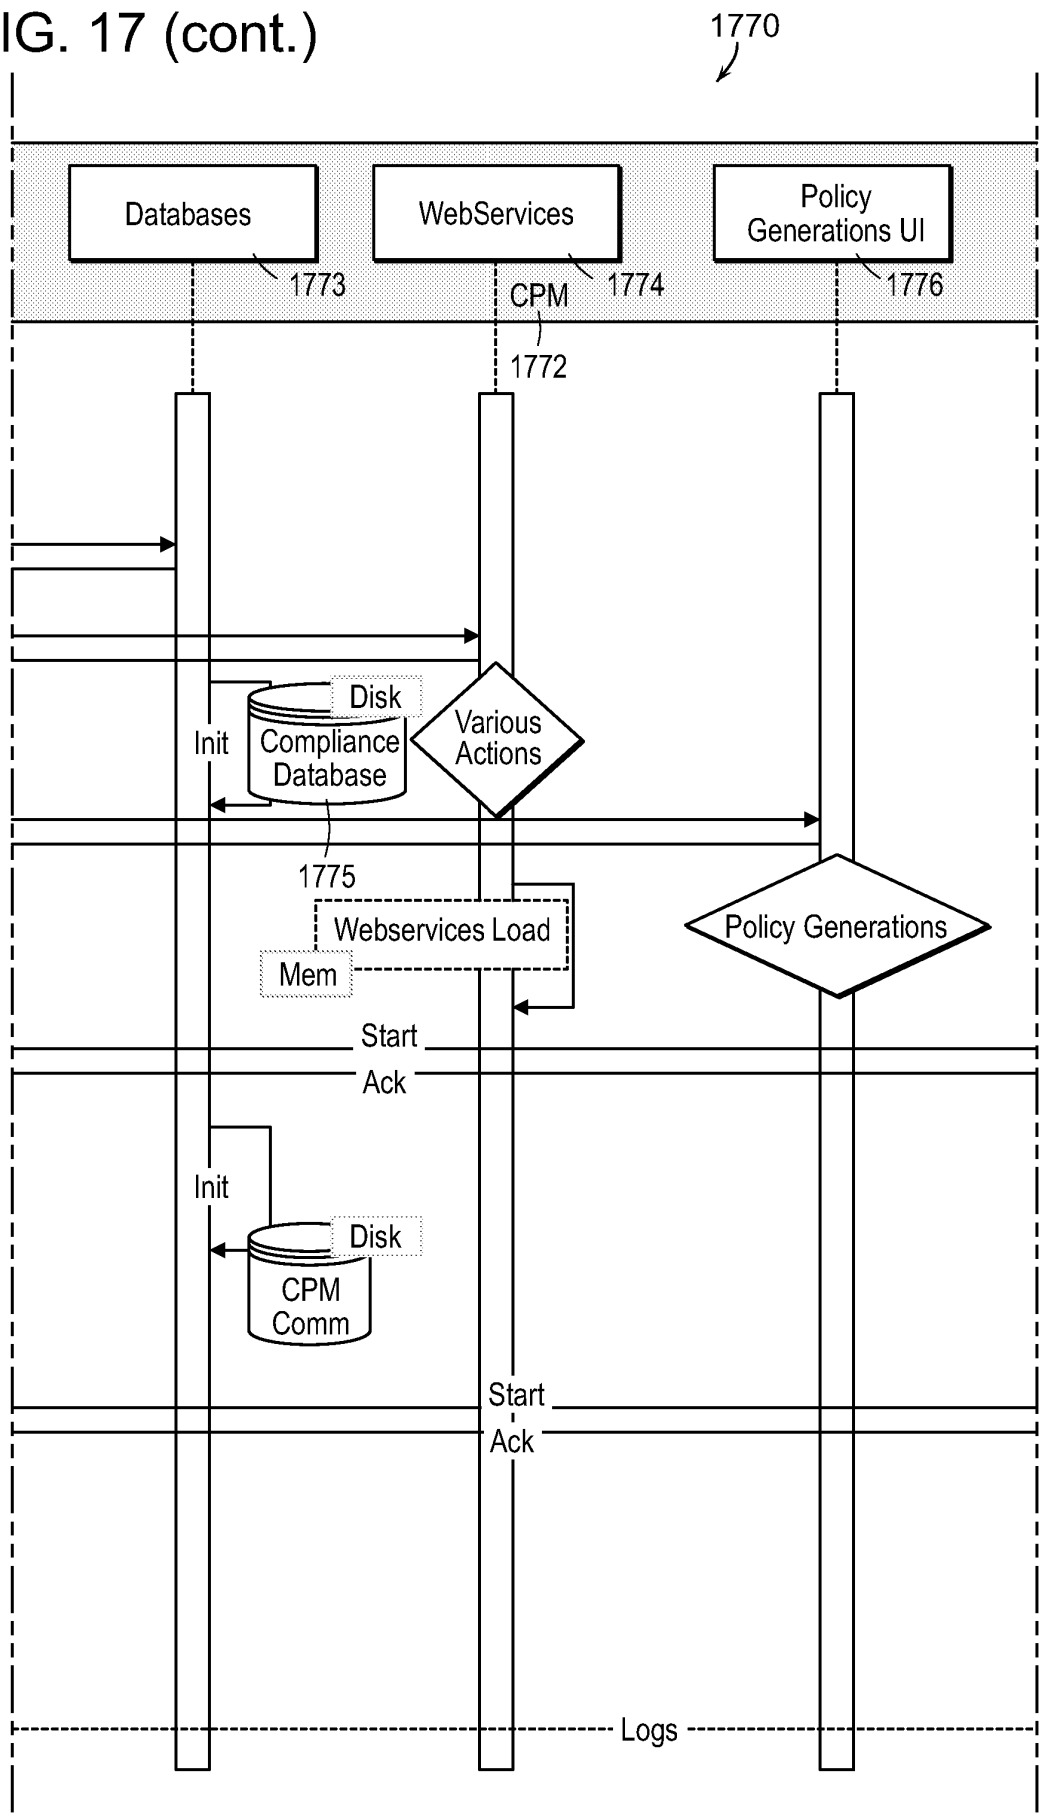 IG. 17 (cont.)
1770
Databases
WebServices
Policy
Generations UI
1773
1774
1776
CPM
1772
Disk
Init
Compliance
Database
Various
Actions
1775
Webservices Load
Mem
Policy Generations
Start
Ack
Init
Disk
CPM
Comm
Start
Ack
Logs